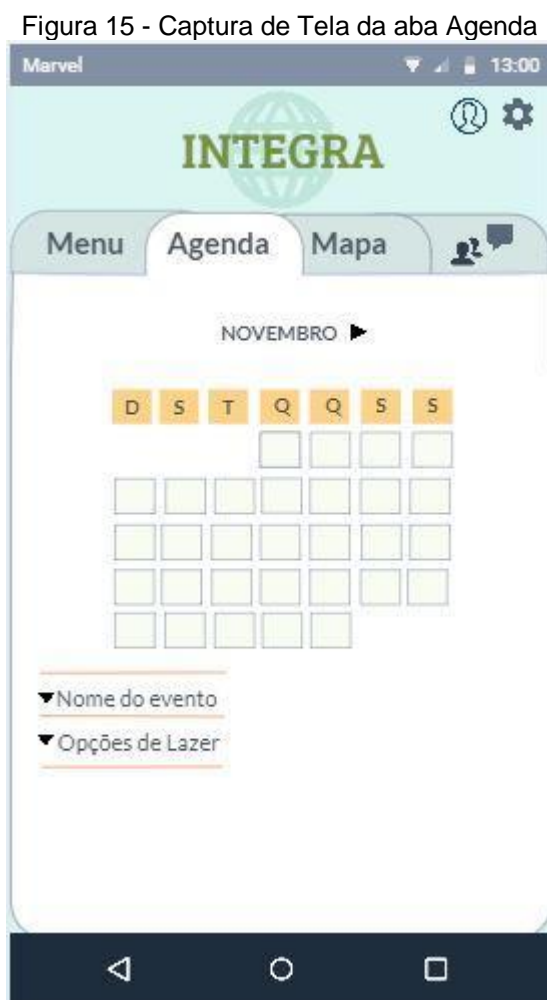 Figura 15 - Captura de Tela da aba Agenda
Marvel 13:00
INTEGRA
Menu Agenda Mapa
NOVEMBRO
D S T Q Q S S
Nome do evento
Opções de Lazer